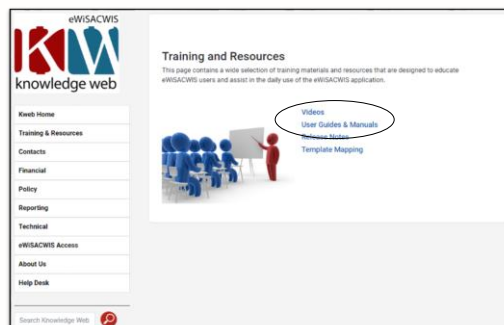 eWiSACWIS
KW
knowledge web
Kweb Home
Training & Resources
Contacts
Financial
Policy
Reporting
Technical
eWiSACWIS Access
About Us
Help Desk
Search Knowledge Web
Training and Resources
This page contains a wide selection of training materials and resources that are designed to educate
eWiSACWIS users and assist in the daily use of the eWiSACWIS application.
Videos
User Guides & Manuals
Release Notes
Template Mapping